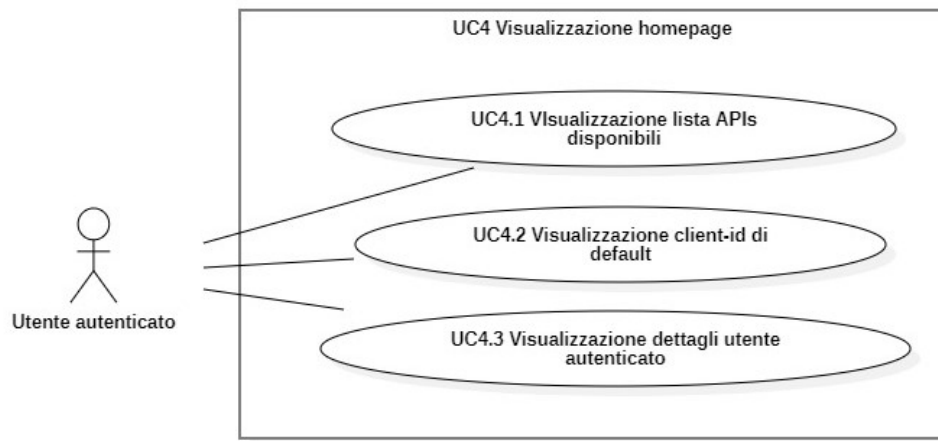 UC4 Visualizzazione homepage
UC4.1 VIsualizzazione lista APIs
disponibili
UC4.2 Visualizzazione client-id di
default
Utente autenticato
UC4.3 Visualizzazione dettagli utente
autenticato